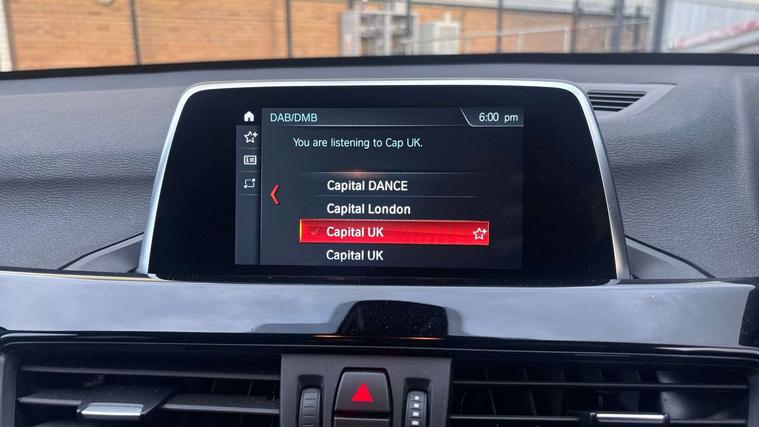 DAB/DMB 6:00 pm
You are listening to Cap UK.
Capital DANCE
Capital London
Capital UK
Capital UK